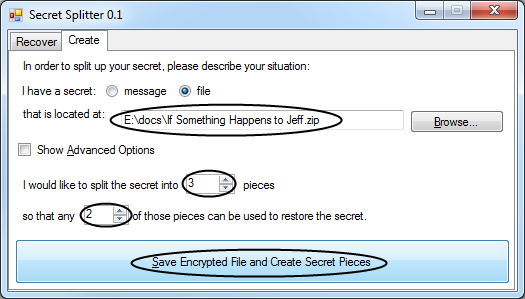 Secret Splitter 0.1
Recover Create
In order to split up your secret, please describe your situation:
I have a secret: message file
that is located at: E:\docs\If Something Happens to Jeff.zip Browse...
Show Advanced Options
I would like to split the secret into 3 pieces
so that any 2 of those pieces can be used to restore the secret.
Save Encrypted File and Create Secret Pieces